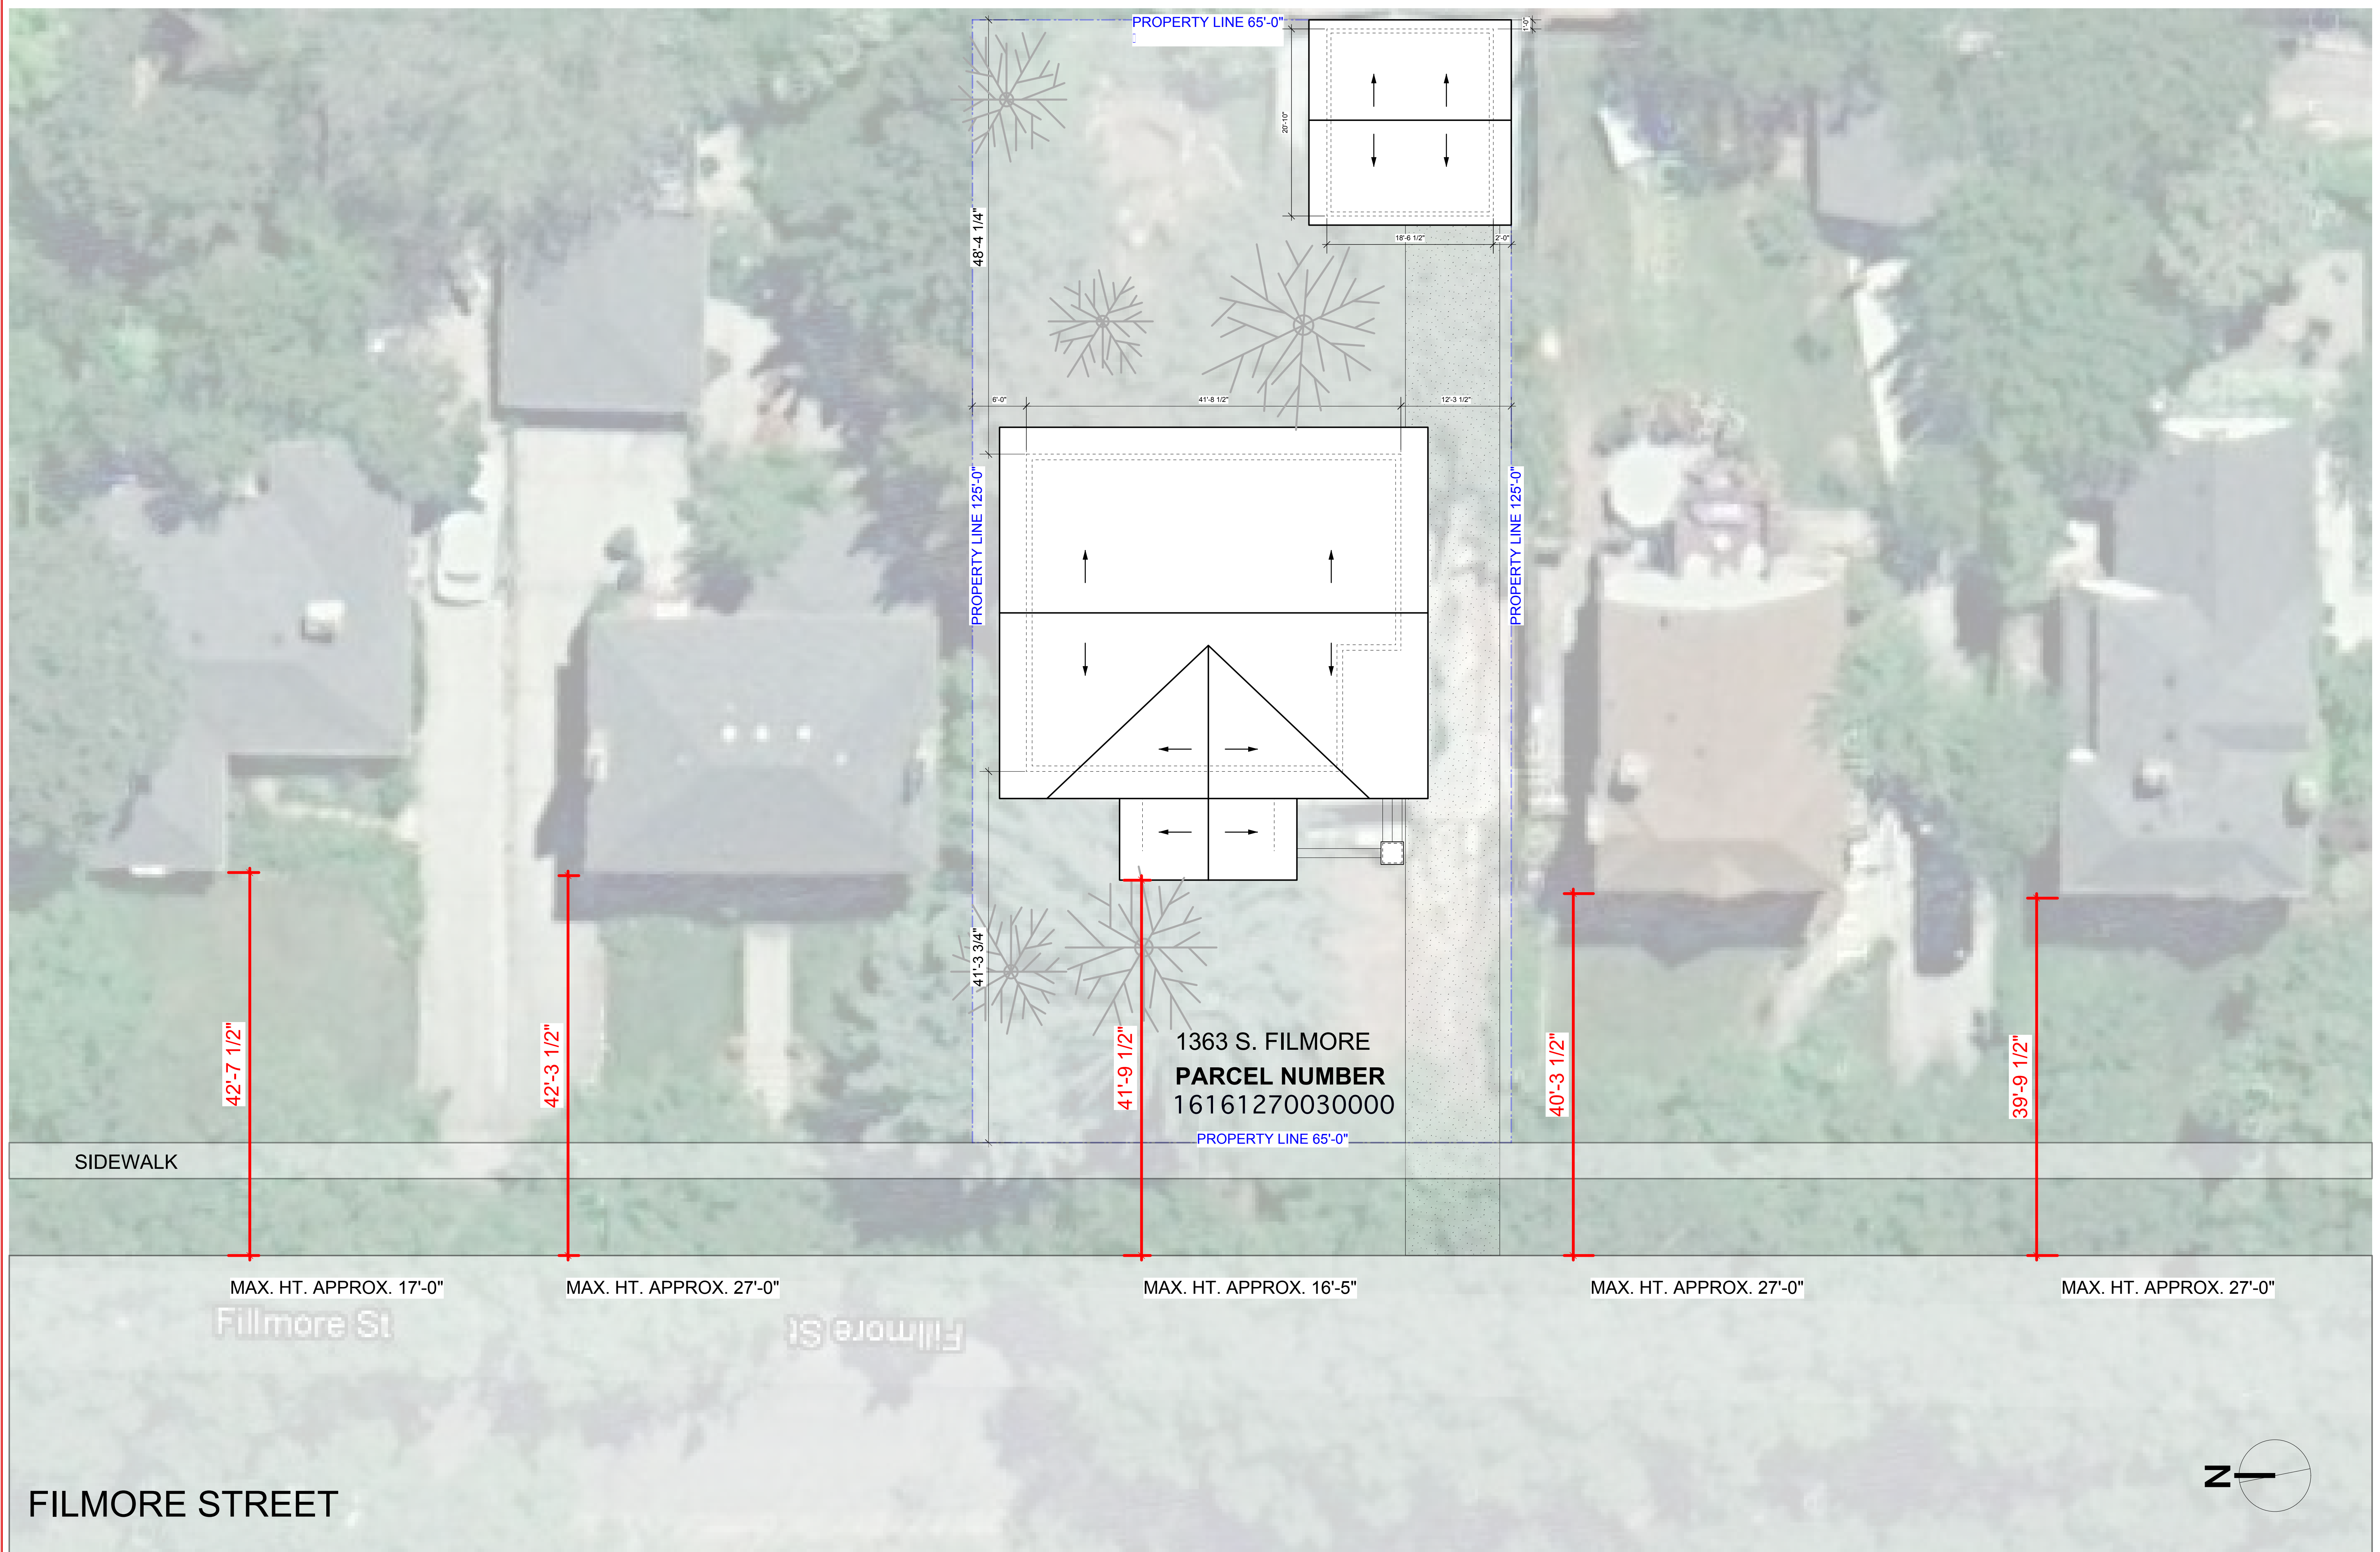 PROPERTY LINE 65'-0"
1'-0"
20'-10"
48'-4 1/4"
18'-6 1/2"
2'-0"
6'-0"
41'-8 1/2"
12'-3 1/2"
PROPERTY LINE 125'-0"
PROPERTY LINE 125'-0"
41'-3 3/4"
42'-7 1/2"
42'-3 1/2"
41'-9 1/2"
40'-3 1/2"
39'-9 1/2"
1363 S. FILMORE
PARCEL NUMBER
16161270030000
PROPERTY LINE 65'-0"
SIDEWALK
MAX. HT. APPROX. 17'-0"
MAX. HT. APPROX. 27'-0"
MAX. HT. APPROX. 16'-5"
MAX. HT. APPROX. 27'-0"
MAX. HT. APPROX. 27'-0"
Fillmore St
Fillmore St
FILMORE STREET
N